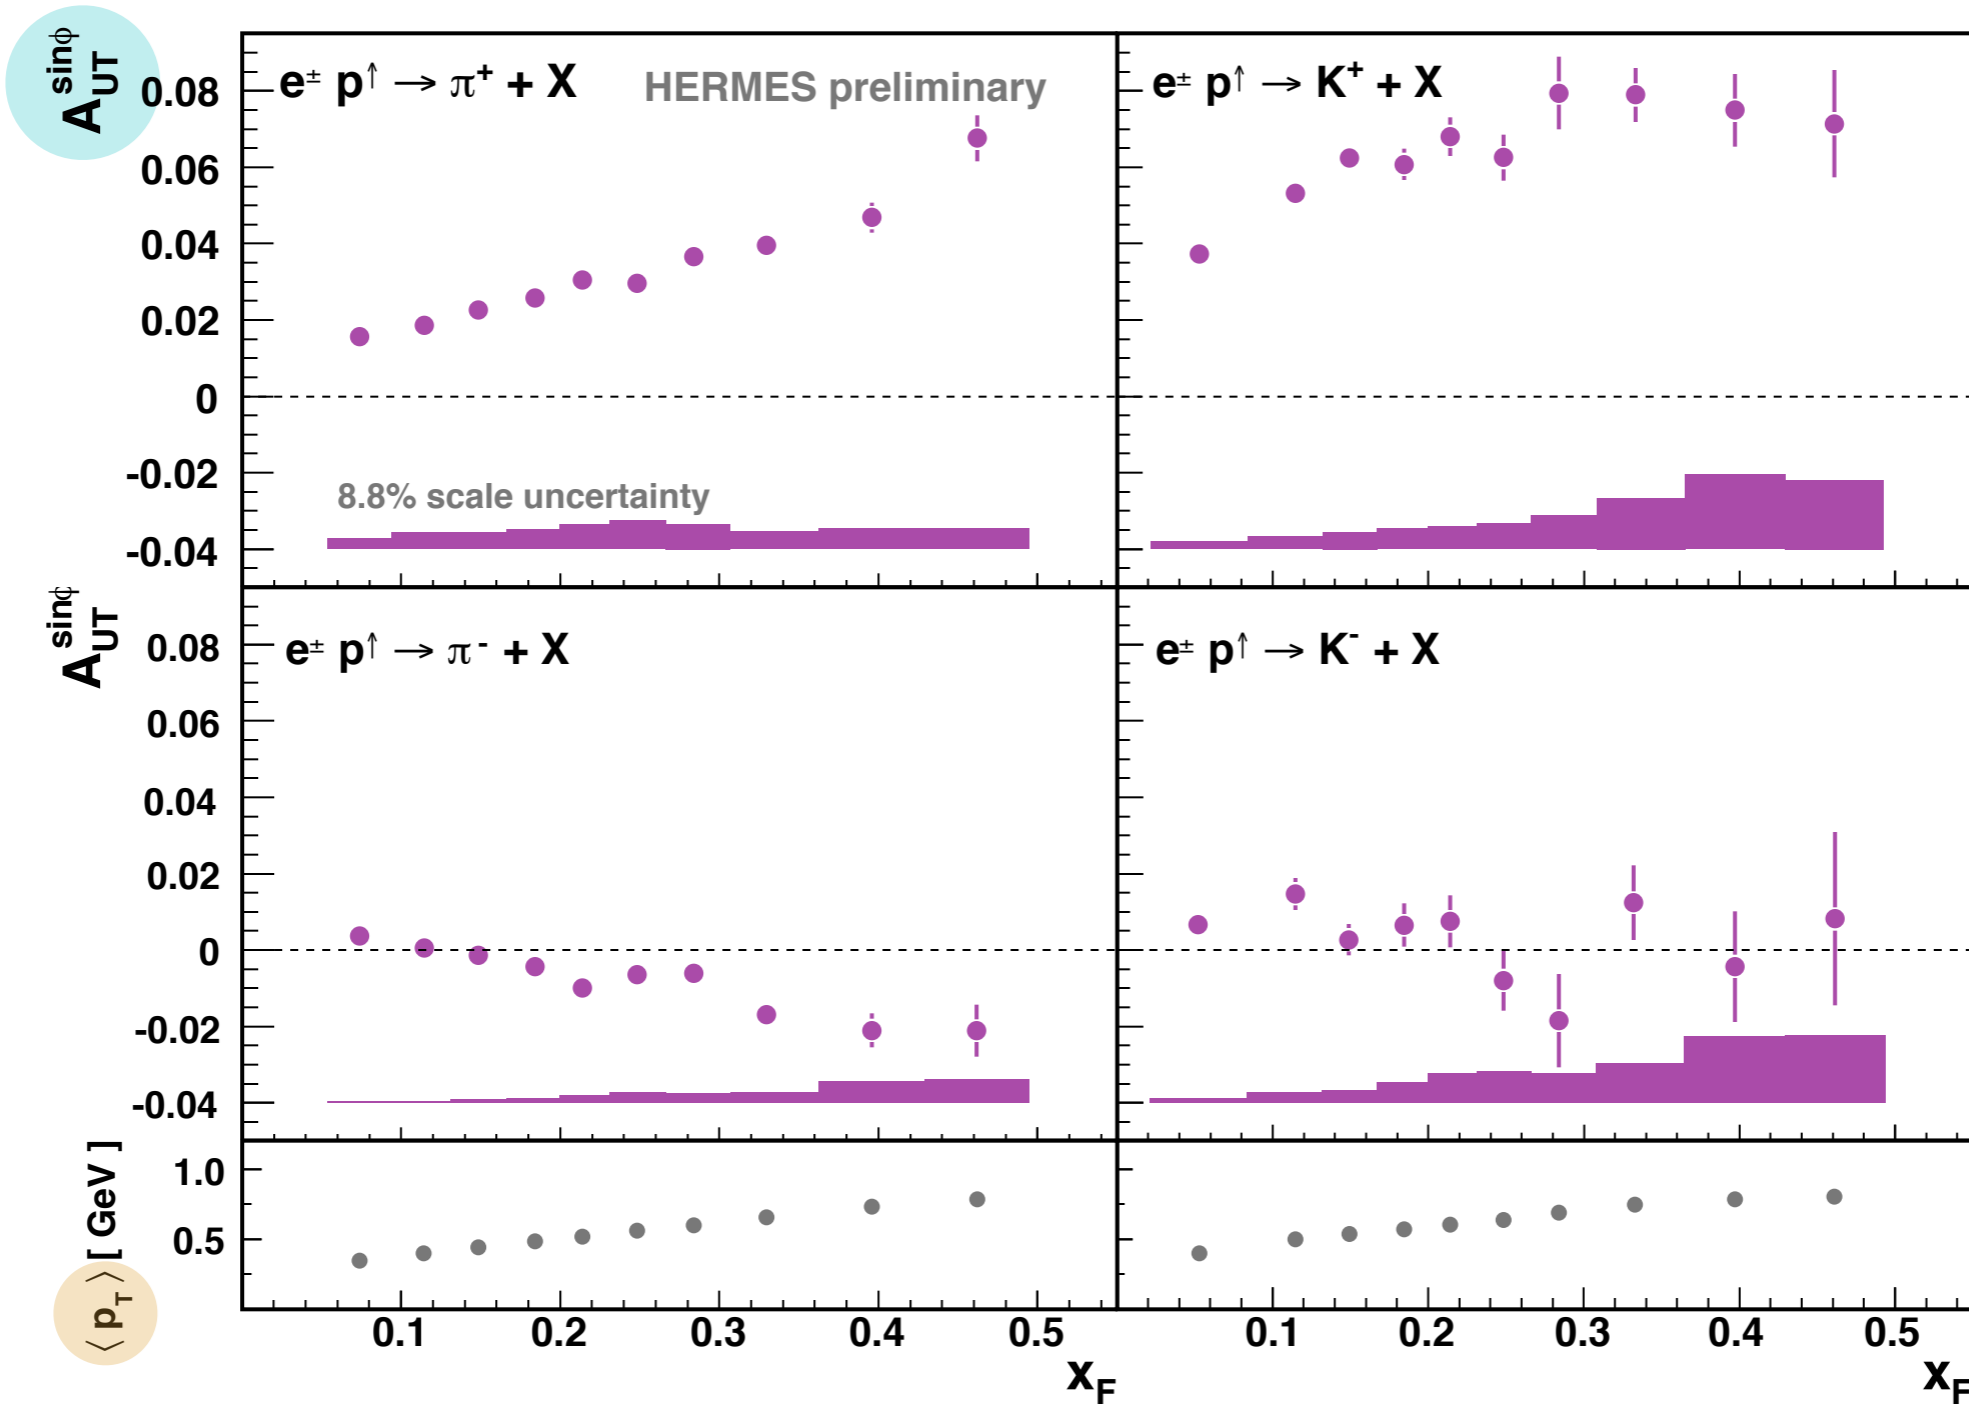 A_UT^sinϕ
e± p↑ → π+ + X
HERMES preliminary
e± p↑ → K+ + X
0.08
0.06
0.04
0.02
0
-0.02
-0.04
8.8% scale uncertainty
A_UT^sinϕ
e± p↑ → π- + X
e± p↑ → K- + X
0.08
0.06
0.04
0.02
0
-0.02
-0.04
⟨p_T⟩ [ GeV ]
1.0
0.5
0.1 0.2 0.3 0.4 0.5
0.1 0.2 0.3 0.4 0.5
x_F
x_F